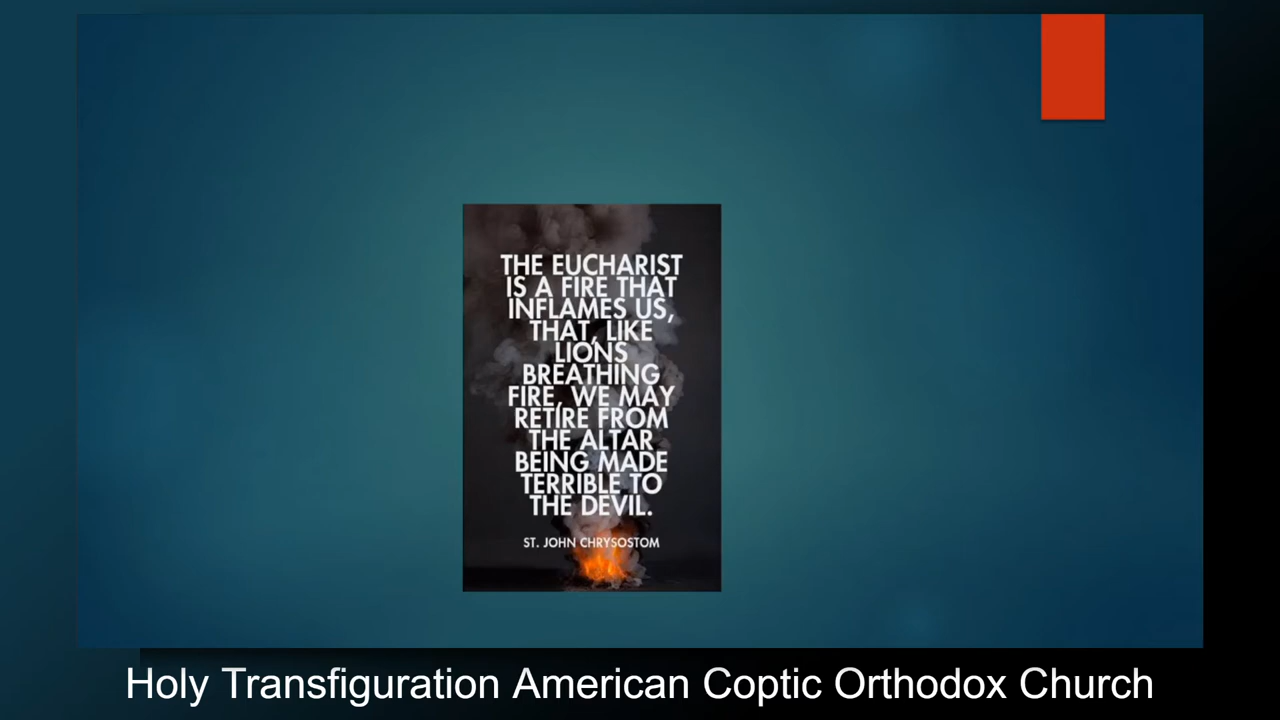 THE EUCHARIST
IS A FIRE THAT
INFLAMES US,
THAT, LIKE
LIONS
BREATHING
FIRE, WE MAY
RETIRE FROM
THE ALTAR
BEING MADE
TERRIBLE TO
THE DEVIL.
ST. JOHN CHRYSOSTOM
Holy Transfiguration American Coptic Orthodox Church